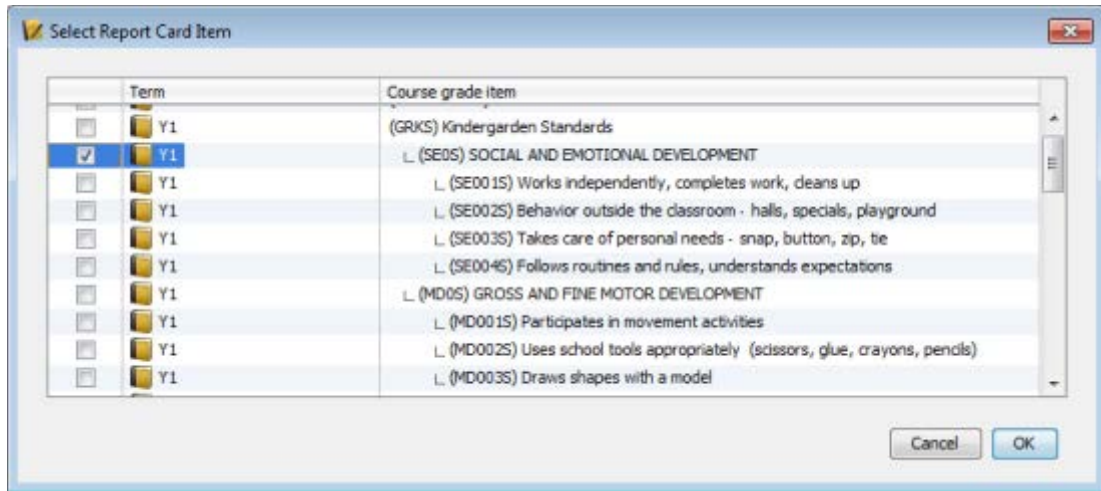 Select Report Card Item
Term Course grade item
Y1 (GRKS) Kindergarden Standards
Y1 (SE0S) SOCIAL AND EMOTIONAL DEVELOPMENT
Y1 (SE001S) Works independently, completes work, cleans up
Y1 (SE002S) Behavior outside the classroom - halls, specials, playground
Y1 (SE003S) Takes care of personal needs - snap, button, zip, tie
Y1 (SE004S) Follows routines and rules, understands expectations
Y1 (MD0S) GROSS AND FINE MOTOR DEVELOPMENT
Y1 (MD001S) Participates in movement activities
Y1 (MD002S) Uses school tools appropriately (scissors, glue, crayons, pencils)
Y1 (MD003S) Draws shapes with a model
Cancel OK